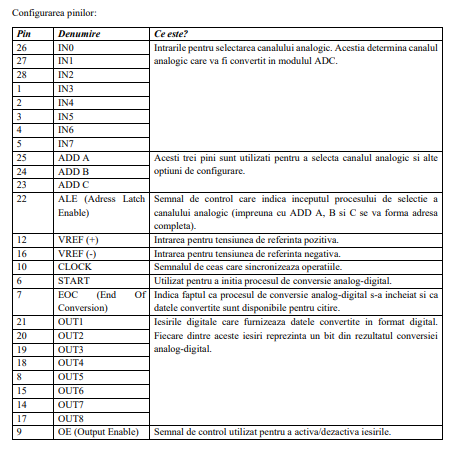 Configurarea pinilor:
Pin Denumire Ce este?
26 IN0 Intrarile pentru selectarea canalului analogic. Acestia determina canalul
27 IN1 analogic care va fi convertit in modulul ADC.
28 IN2
1 IN3
2 IN4
3 IN5
4 IN6
5 IN7
25 ADD A Acesti trei pini sunt utilizati pentru a selecta canalul analogic si alte
24 ADD B optiuni de configurare.
23 ADD C
22 ALE (Adress Latch Semnal de control care indica inceputul procesului de selectie a
Enable) canalului analogic (impreuna cu ADD A, B si C se va forma adresa
completa).
12 VREF (+) Intrarea pentru tensiunea de referinta pozitiva.
16 VREF (-) Intrarea pentru tensiunea de referinta negativa.
10 CLOCK Semnalul de ceas care sincronizeaza operatiile.
6 START Utilizat pentru a initia procesul de conversie analog-digital.
7 EOC (End Of Indica faptul ca procesul de conversie analog-digital s-a incheiat si ca
Conversion) datele convertite sunt disponibile pentru citire.
21 OUT1 Iesirile digitale care furnizeaza datele convertite in format digital.
20 OUT2 Fiecare dintre aceste iesiri reprezinta un bit din rezultatul conversiei
19 OUT3 analog-digital.
18 OUT4
8 OUT5
15 OUT6
14 OUT7
17 OUT8
9 OE (Output Enable) Semnal de control utilizat pentru a activa/dezactiva iesirile.